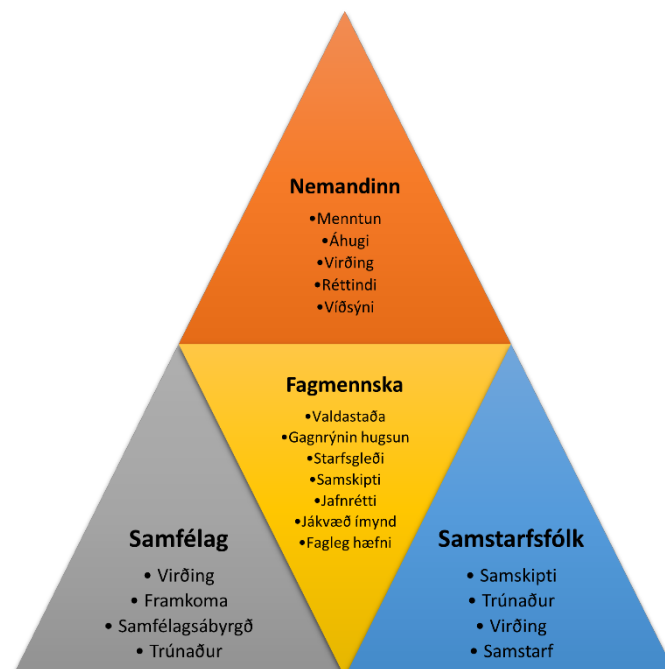 Nemandinn
•Menntun
•Áhugi
•Virðing
•Réttindi
•Víðsýni
Fagmennska
•Valdastaða
•Gagnrýnin hugsun
•Starfsgleði
•Samskipti
•Jafnrétti
•Jákvæð ímynd
•Fagleg hæfni
Samfélag
• Virðing
• Framkoma
• Samfélagsábyrgð
• Trúnaður
Samstarfsfólk
• Samskipti
• Trúnaður
• Virðing
• Samstarf